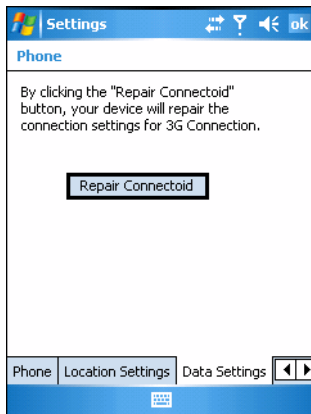 Settings
ok
Phone
By clicking the "Repair Connectoid"
button, your device will repair the
connection settings for 3G Connection.
Repair Connectoid
Phone Location Settings Data Settings